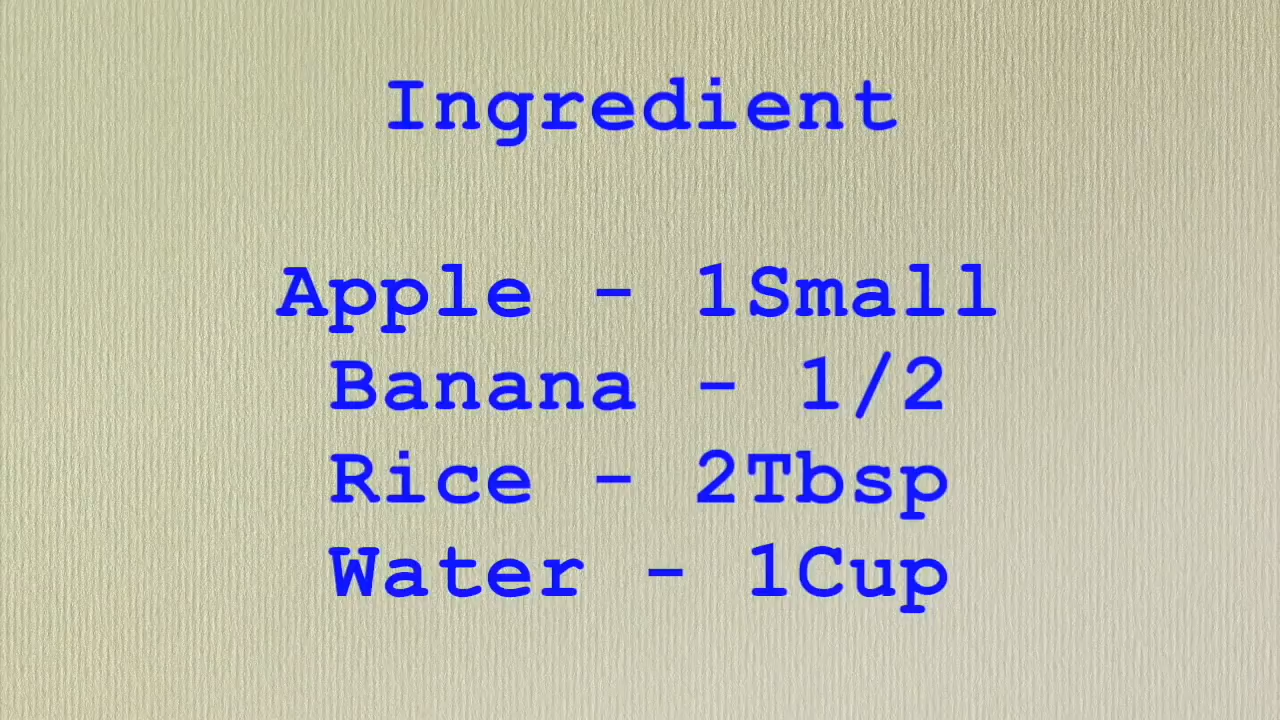 Ingredient
Apple - 1Small
Banana - 1/2
Rice - 2Tbsp
Water - 1Cup